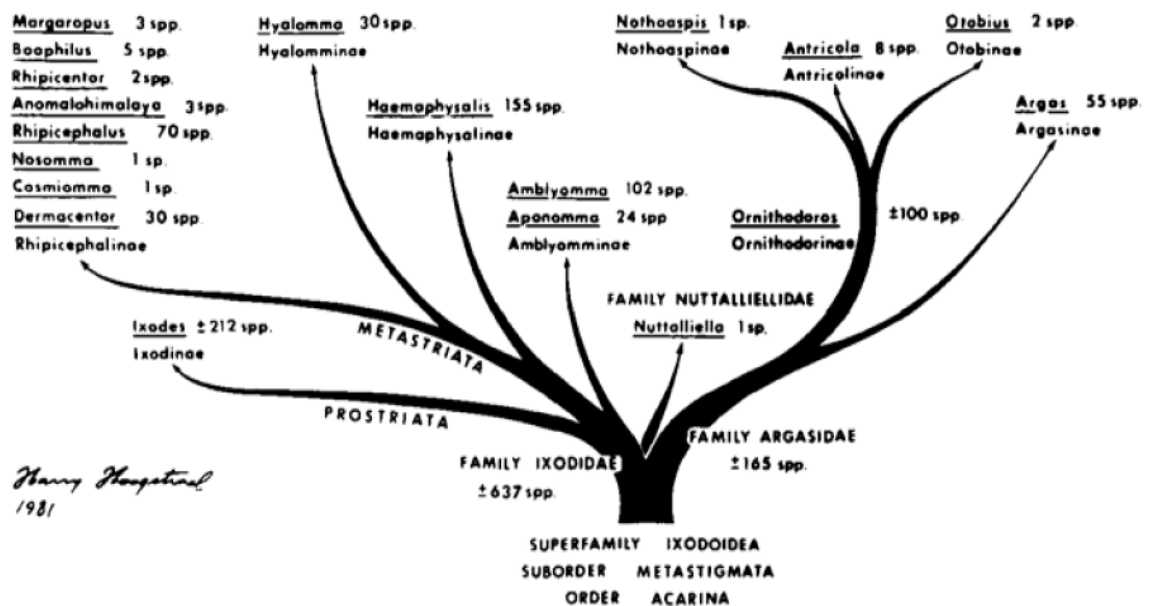 Margaropus 3 spp.
Boophilus 5 spp.
Rhipicentor 2 spp.
Anomalohimalaya 3 spp.
Rhipicephalus 70 spp.
Nosomma 1 sp.
Cosmiomma 1 sp.
Dermacentor 30 spp.
Rhipicephalinae
Hyalomma 30 spp.
Hyalomminae
Haemaphysalis 155 spp.
Haemaphysalinae
Amblyomma 102 spp.
Aponomma 24 spp
Amblyomminae
Nothoaspis 1 sp.
Nothoaspinae
Antricola 8 spp.
Antricolinae
Otobius 2 spp.
Otobinae
Argas 55 spp.
Argasinae
Ornithodoros
Ornithodorinae
±100 spp.
FAMILY NUTTALLIELLIDAE
Nuttalliella 1 sp.
Ixodes ±212 spp.
Ixodinae
METASTRIATA
PROSTRIATA
FAMILY IXODIDAE
±637 spp.
FAMILY ARGASIDAE
±165 spp.
Harry Hoogstraal
1981
SUPERFAMILY IXODOIDEA
SUBORDER METASTIGMATA
ORDER ACARINA